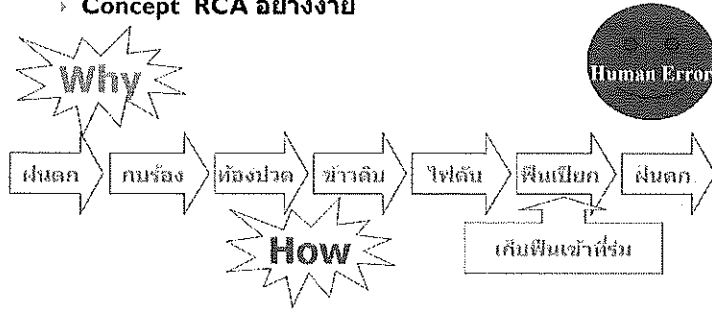 › Concept RCA อย่างง่าย
Why
Human Error
ฝนตก กบร้อง ท้องปวด ข้าวดิบ ไฟดับ ฟืนเปียก ฝนตก
How
เก็บฟืนเข้าที่ร่ม